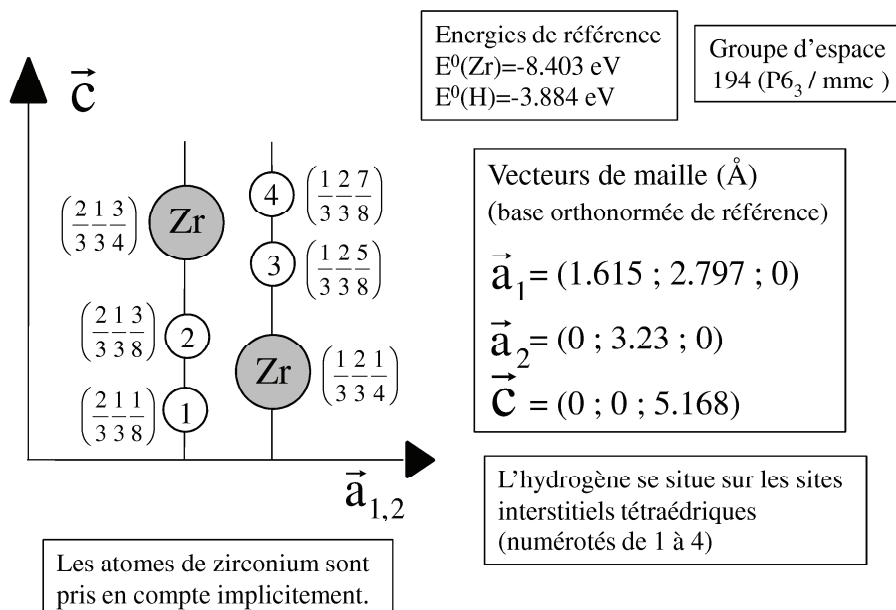 Energies de référence
E⁰(Zr)=-8.403 eV
E⁰(H)=-3.884 eV
Groupe d'espace
194 (P6₃ / mmc )
c⃗
(2/3 1/3 3/4)
Zr
4
(1/3 2/3 7/8)
3
(1/3 2/3 5/8)
(2/3 1/3 3/8)
2
Zr
(1/3 2/3 1/4)
(2/3 1/3 1/8)
1
a⃗₁,₂
Vecteurs de maille (Å)
(base orthonormée de référence)
a⃗₁= (1.615 ; 2.797 ; 0)
a⃗₂= (0 ; 3.23 ; 0)
c⃗ = (0 ; 0 ; 5.168)
L'hydrogène se situe sur les sites
interstitiels tétraédriques
(numérotés de 1 à 4)
Les atomes de zirconium sont
pris en compte implicitement.